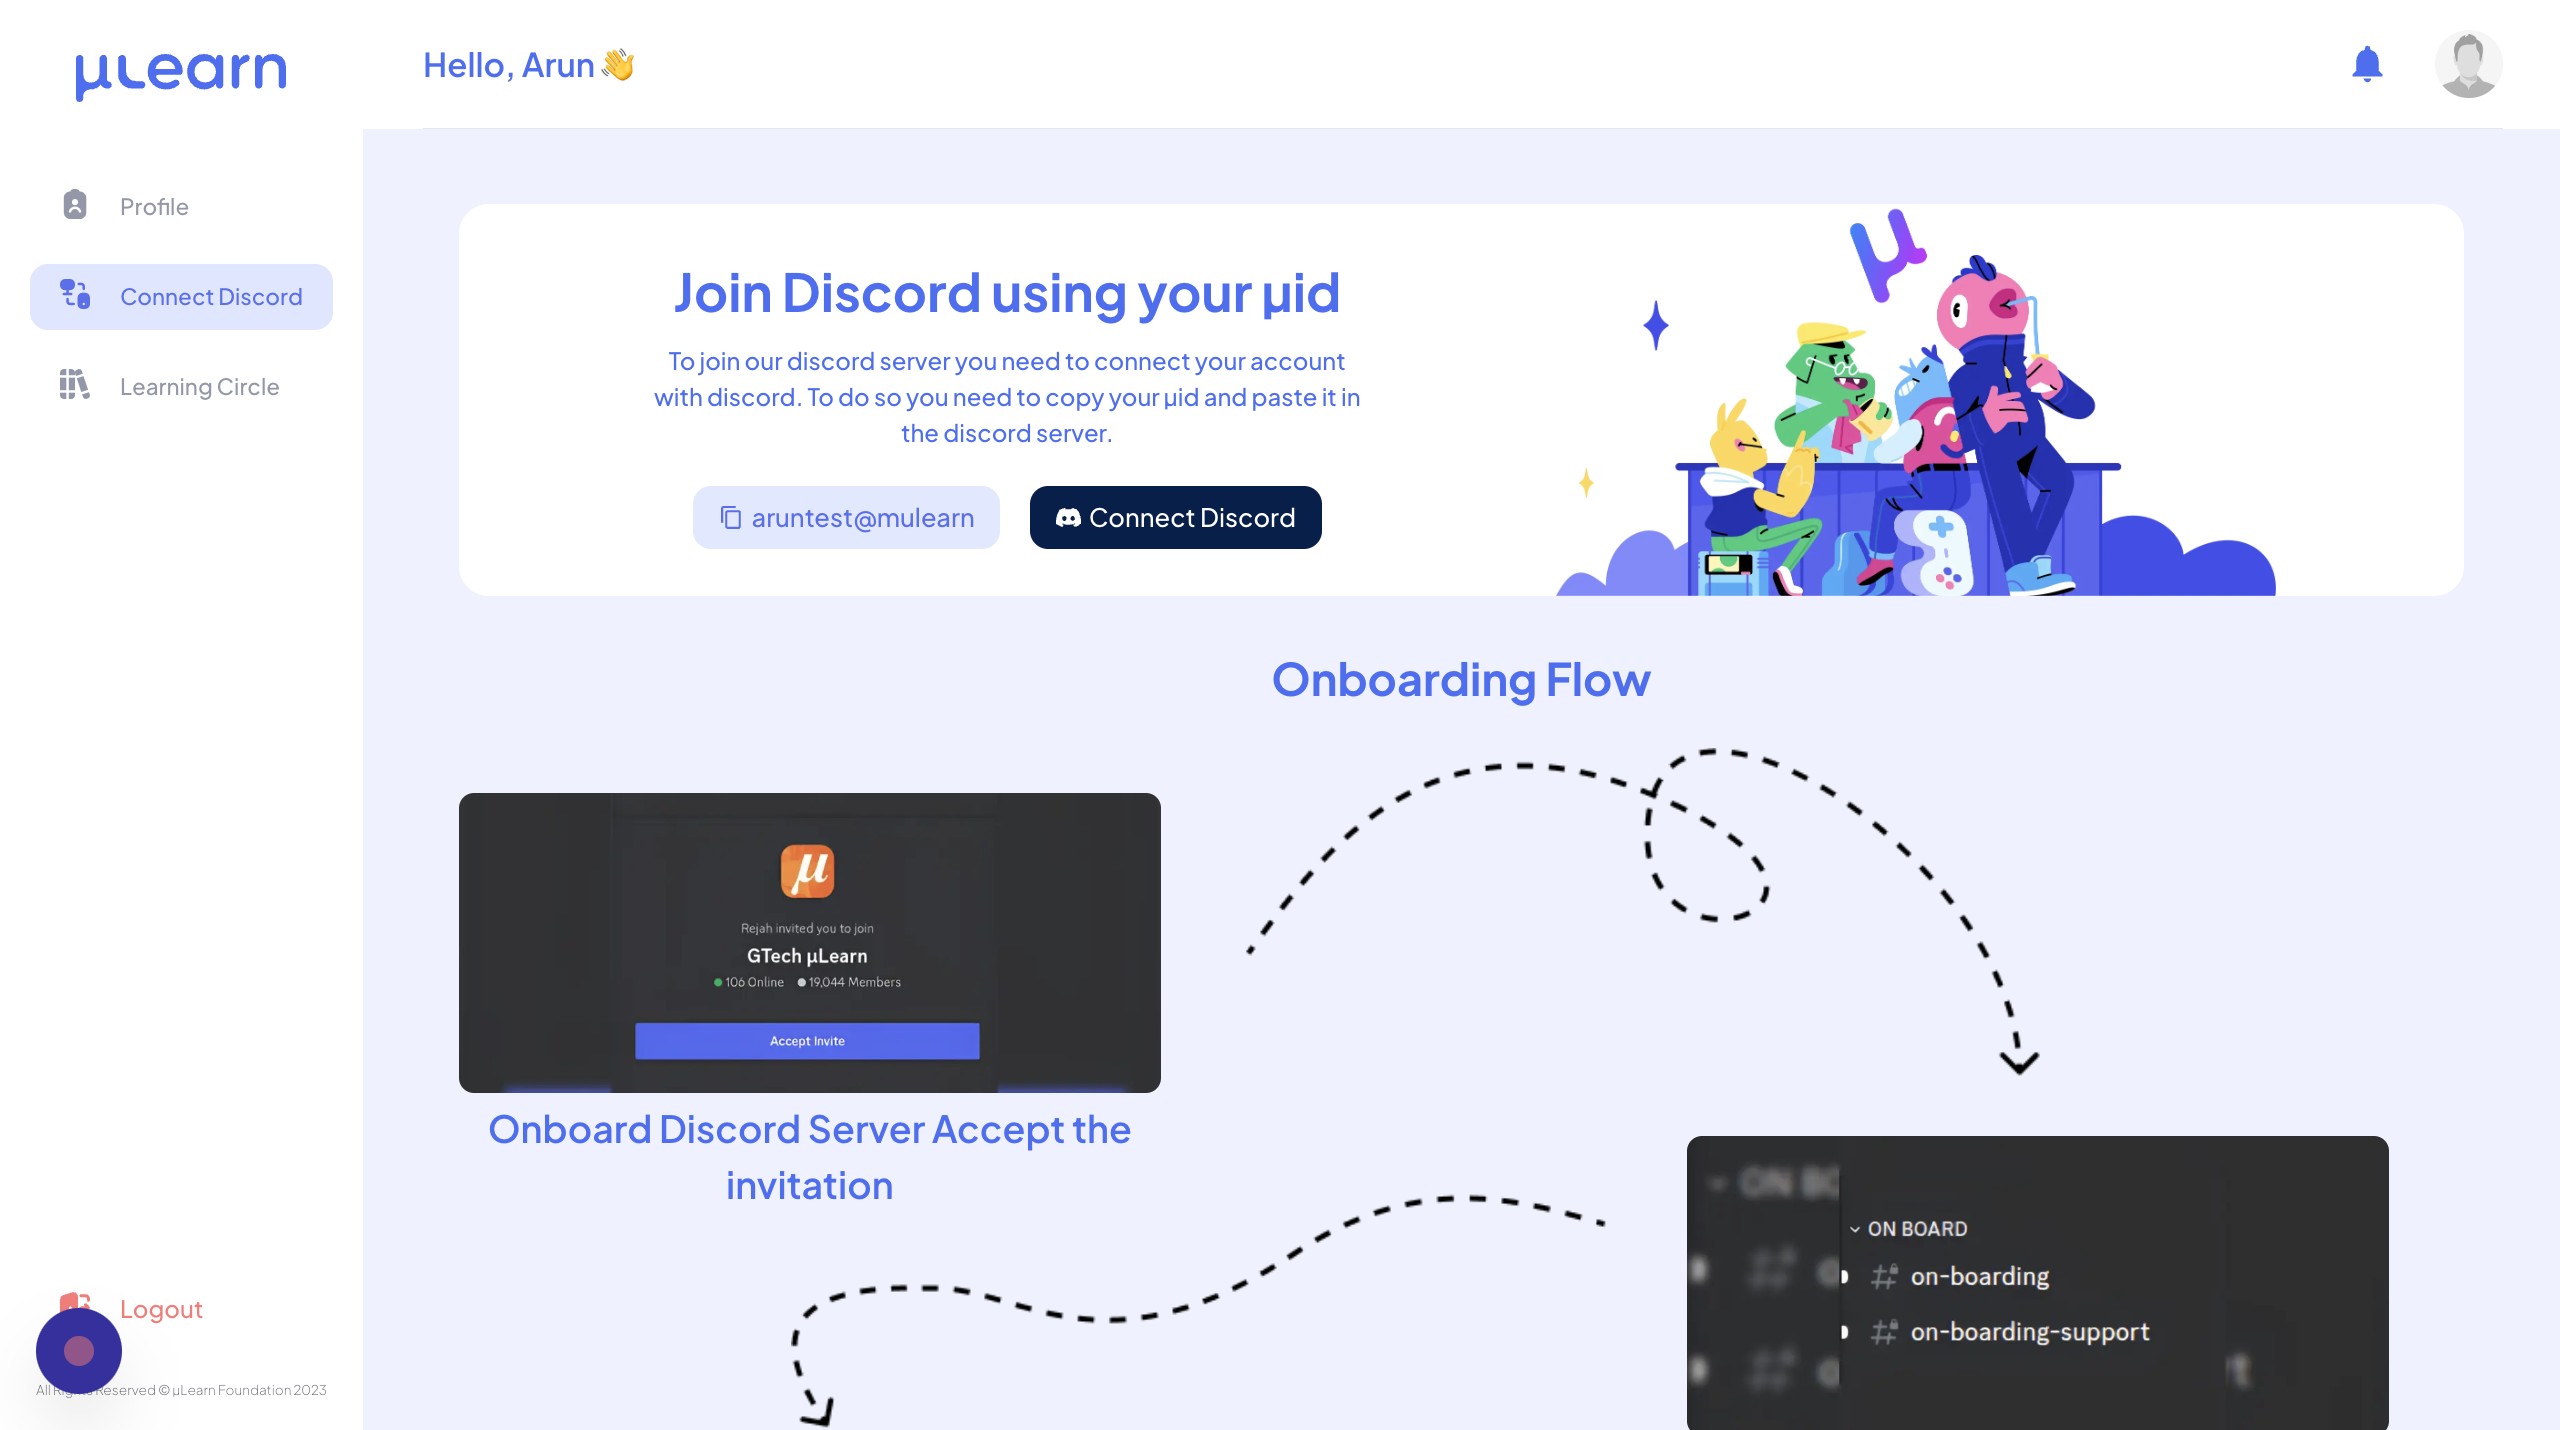 µLearn
Hello, Arun 👋
Profile
Connect Discord
Learning Circle
Join Discord using your µid
To join our discord server you need to connect your account
with discord. To do so you need to copy your µid and paste it in
the discord server.
aruntest@mulearn
Connect Discord
µ
Onboarding Flow
µ
Rejah invited you to join
GTech µLearn
106 Online 19,044 Members
Accept Invite
Onboard Discord Server Accept the
invitation
ON BOARD
# on-boarding
# on-boarding-support
Logout
All Reserved © µLearn Foundation 2023